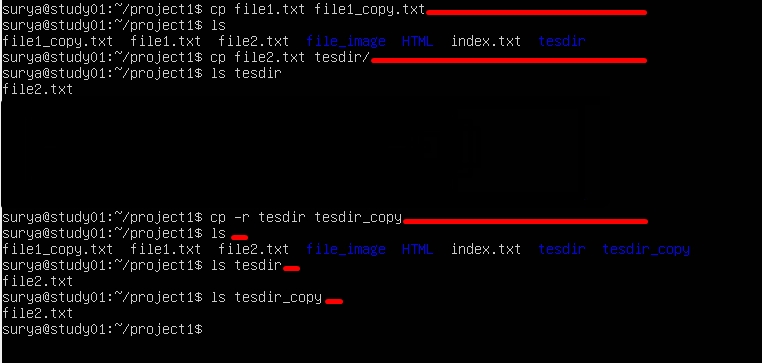 surya@study01:~/project1$ cp file1.txt file1_copy.txt
surya@study01:~/project1$ ls
file1_copy.txt file1.txt file2.txt file_image HTML index.txt tesdir
surya@study01:~/project1$ cp file2.txt tesdir/
surya@study01:~/project1$ ls tesdir
file2.txt
surya@study01:~/project1$ cp -r tesdir tesdir_copy
surya@study01:~/project1$ ls
file1_copy.txt file1.txt file2.txt file_image HTML index.txt tesdir tesdir_copy
surya@study01:~/project1$ ls tesdir
file2.txt
surya@study01:~/project1$ ls tesdir_copy
file2.txt
surya@study01:~/project1$